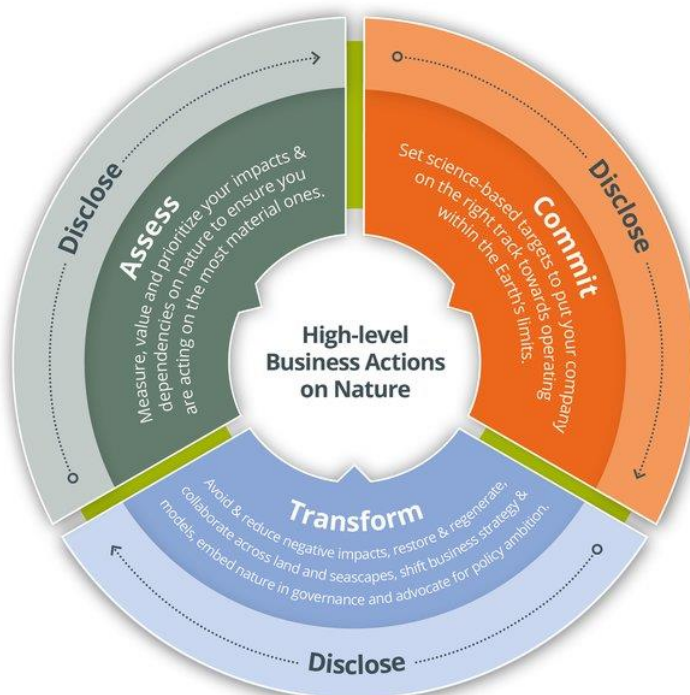 Disclose
Assess
Measure, value and prioritize your impacts &
dependencies on nature to ensure you
are acting on the most material ones.
Disclose
Commit
Set science-based targets to put your company
on the right track towards operating
within the Earth's limits.
High-level
Business Actions
on Nature
Transform
Avoid & reduce negative impacts, restore & regenerate,
collaborate across land and seascapes, shift business strategy &
models, embed nature in governance and advocate for policy ambition.
Disclose